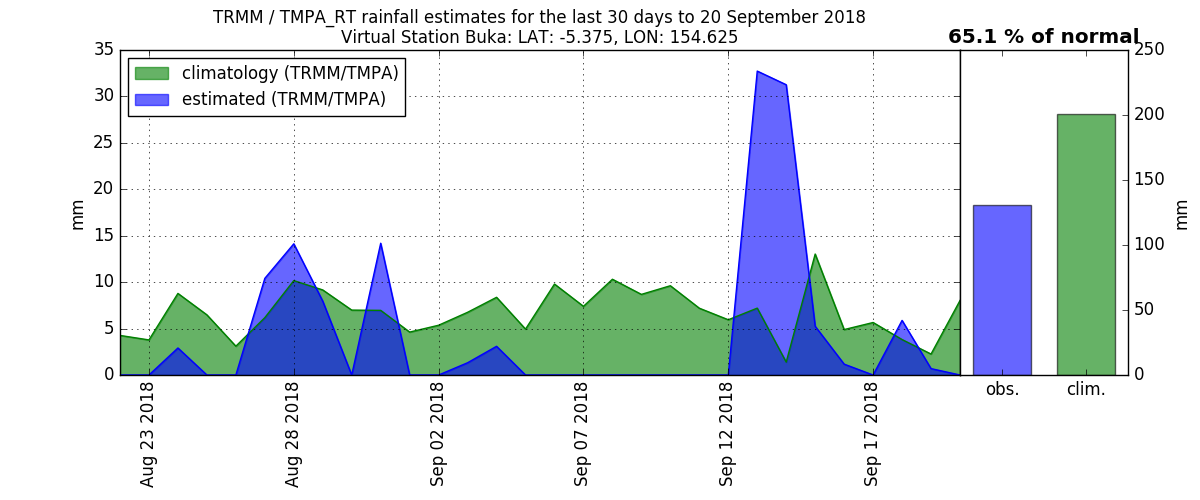 TRMM / TMPA_RT rainfall estimates for the last 30 days to 20 September 2018
Virtual Station Buka: LAT: -5.375, LON: 154.625
65.1 % of normal
climatology (TRMM/TMPA)
estimated (TRMM/TMPA)
35
30
25
20
15
10
5
0
mm
Aug 23 2018
Aug 28 2018
Sep 02 2018
Sep 07 2018
Sep 12 2018
Sep 17 2018
250
200
150
100
50
0
mm
obs.
clim.